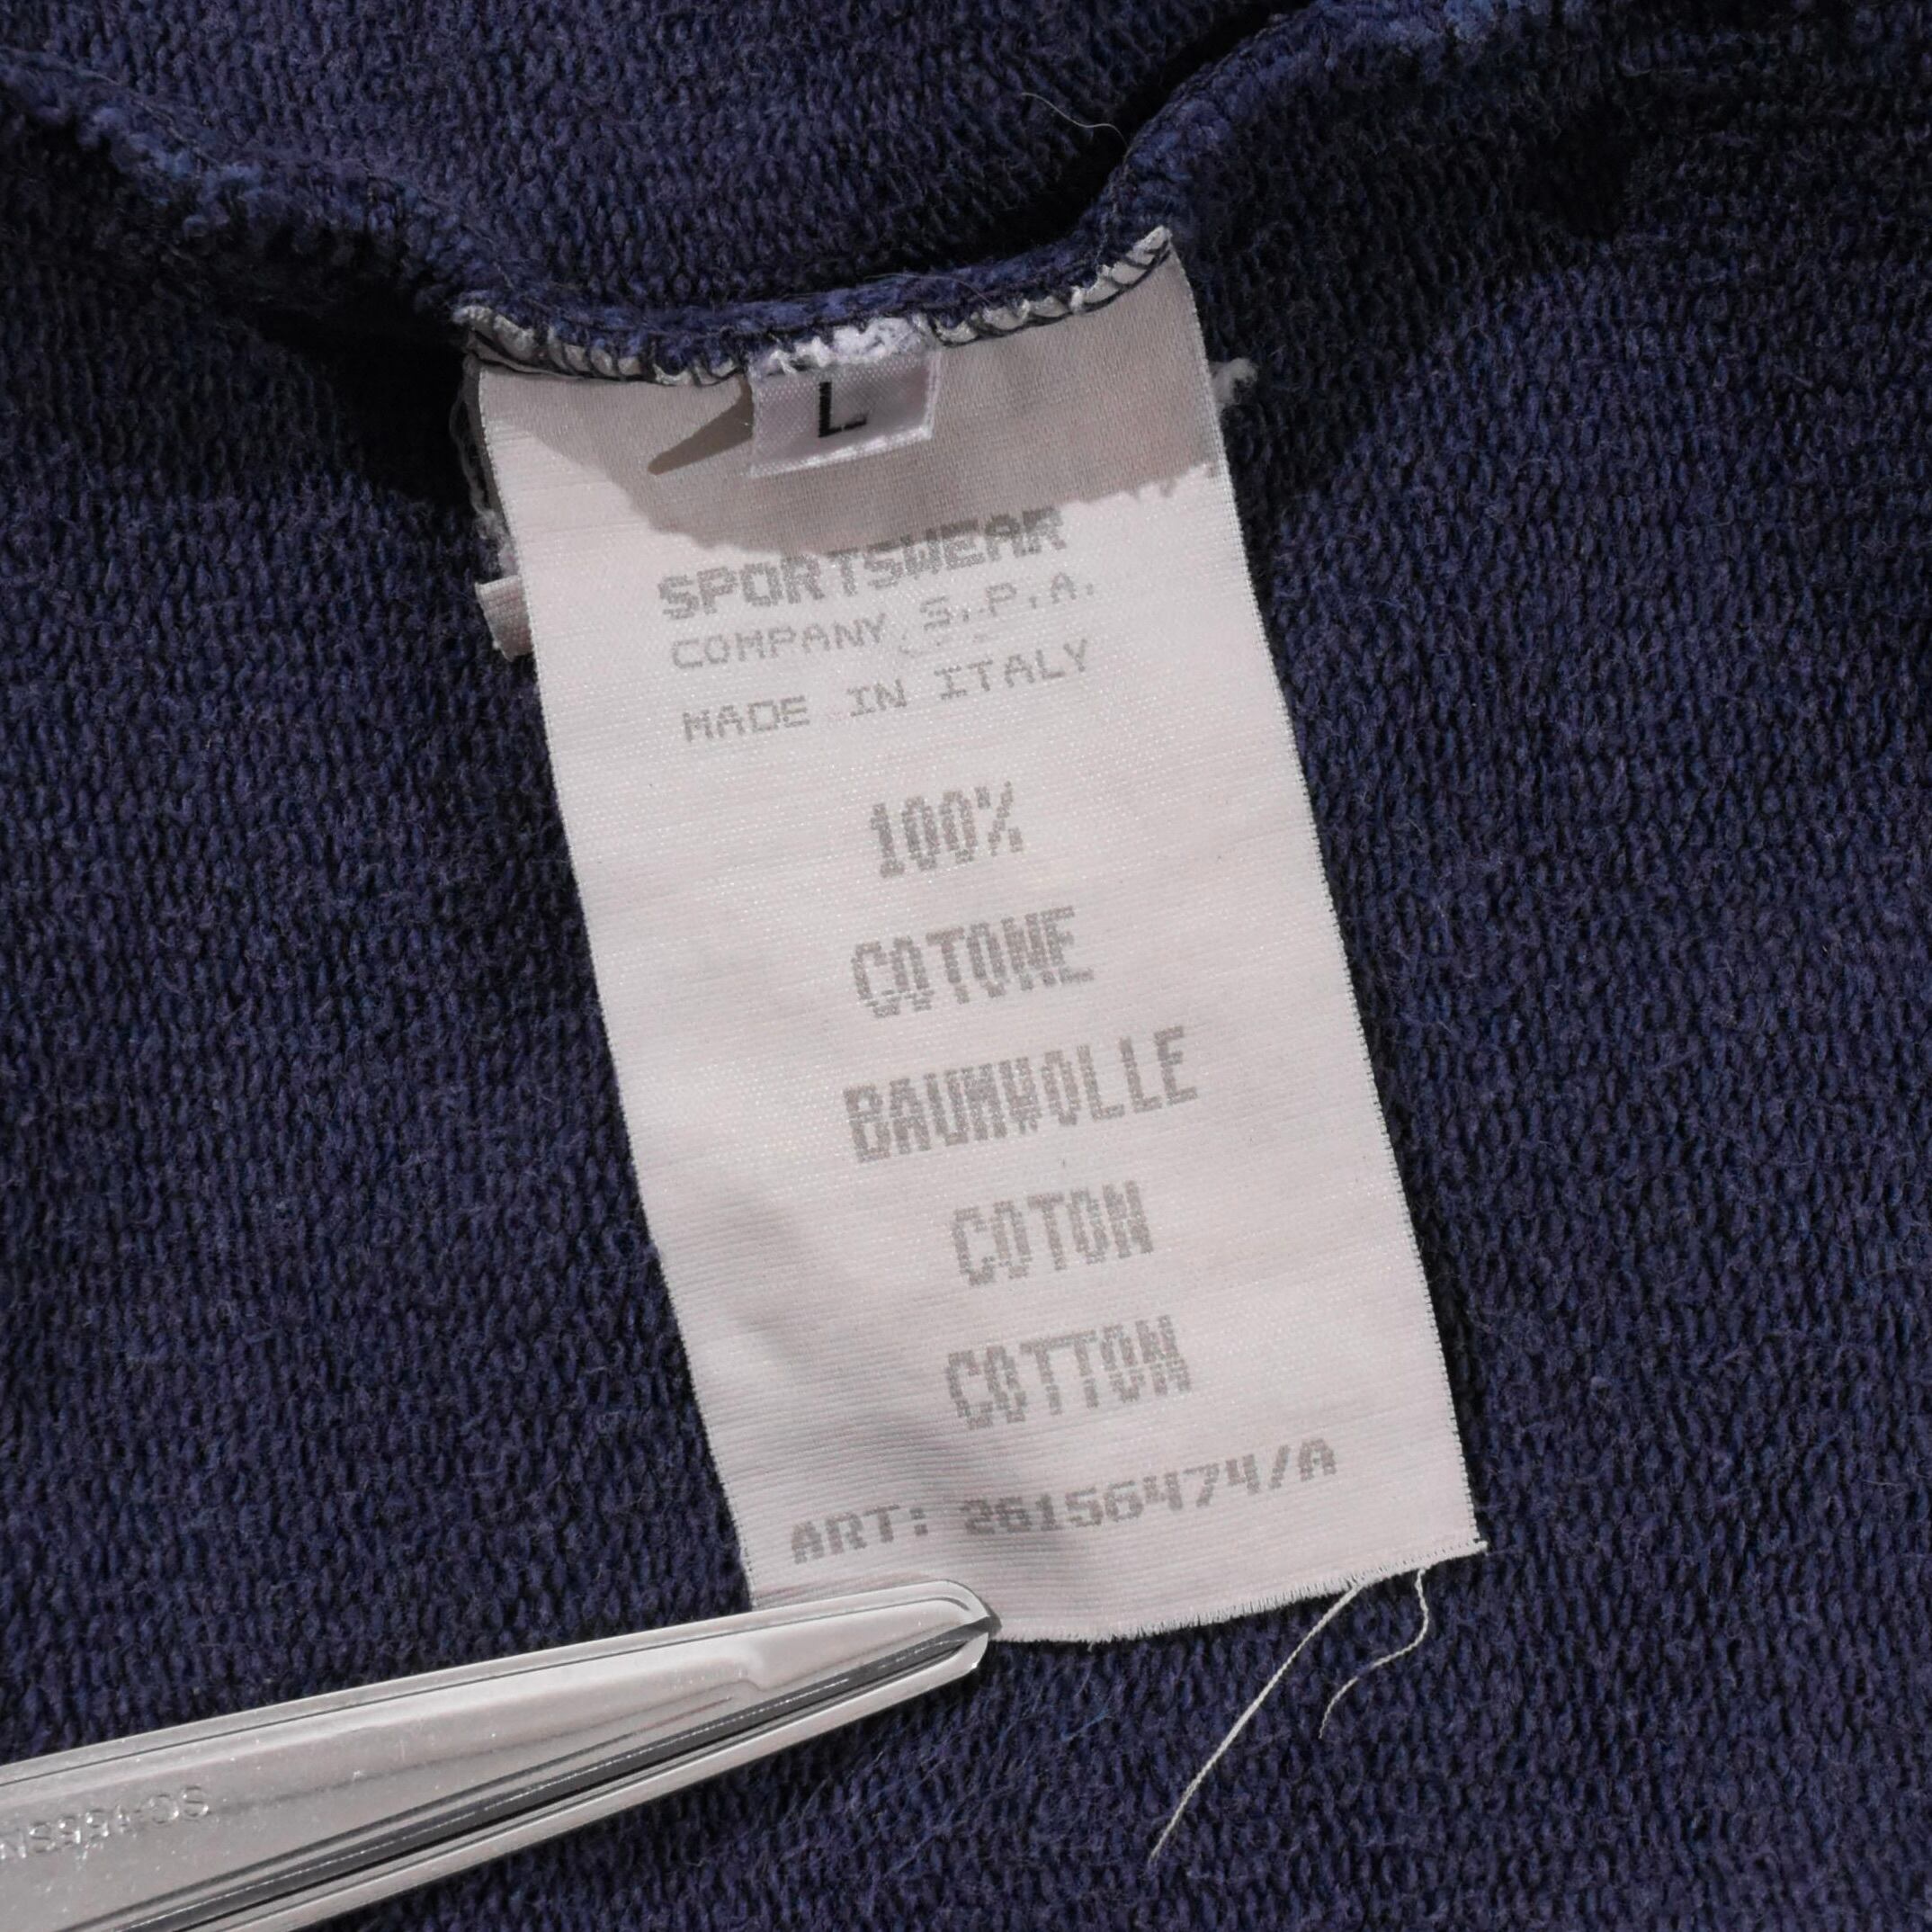 L
SPORTSWEAR
COMPANY S.P.A.
MADE IN ITALY
100%
COTONE
BAUMWOLLE
COTON
COTTON
ART: 26156474/A